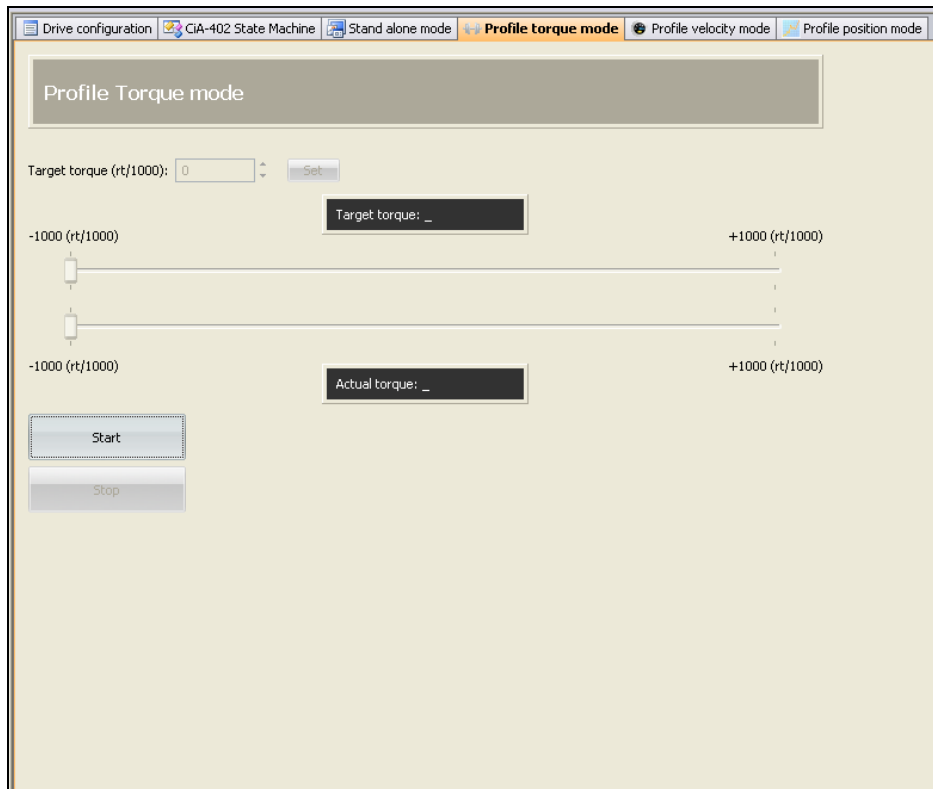 Drive configuration CiA-402 State Machine Stand alone mode Profile torque mode Profile velocity mode Profile position mode
Profile Torque mode
Target torque (rt/1000): 0 Set
Target torque: _
-1000 (rt/1000) +1000 (rt/1000)
-1000 (rt/1000) +1000 (rt/1000)
Actual torque: _
Start
Stop